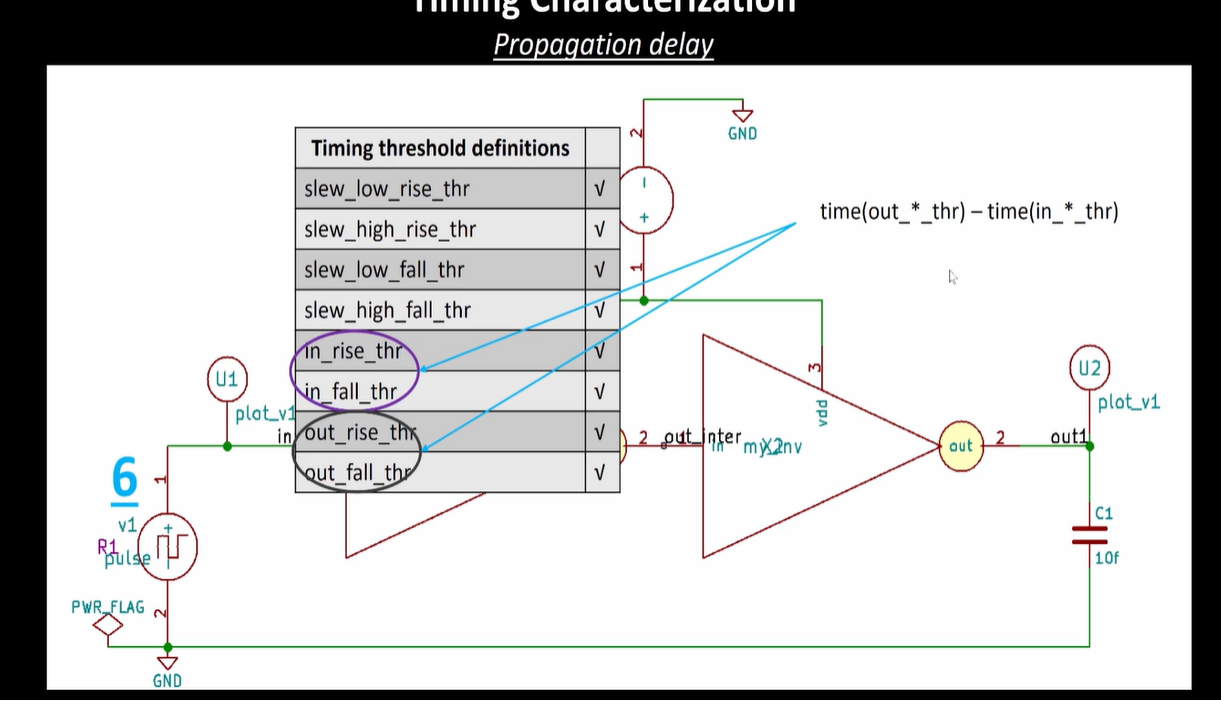 Timing Characterization
Propagation delay
2
GND
Timing threshold definitions
slew_low_rise_thr √
slew_high_rise_thr √
slew_low_fall_thr √
slew_high_fall_thr √
in_rise_thr √
in_fall_thr √
out_rise_thr √
out_fall_thr √
time(out_*_thr) – time(in_*_thr)
1
3
vdd
U1
plot_v1
in
2
out_inter
in
out
2
out1
U2
plot_v1
6
1
v1
R1
pulse
2
PWR_FLAG
GND
C1
10f